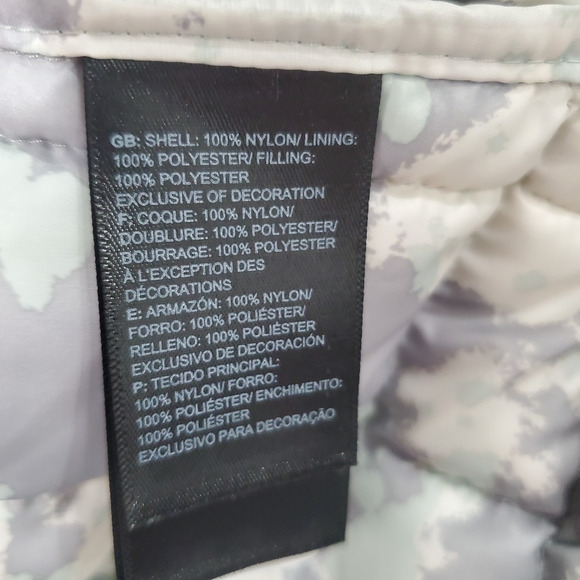 GB: SHELL: 100% NYLON/ LINING:
100% POLYESTER/ FILLING:
100% POLYESTER
EXCLUSIVE OF DECORATION
F: COQUE: 100% NYLON/
DOUBLURE: 100% POLYESTER/
BOURRAGE: 100% POLYESTER
À L'EXCEPTION DES
DÉCORATIONS
E: ARMAZÓN: 100% NYLON/
FORRO: 100% POLIÉSTER/
RELLENO: 100% POLIÉSTER
EXCLUSIVO DE DECORACIÓN
P: TECIDO PRINCIPAL:
100% NYLON/ FORRO:
100% POLIÉSTER/ ENCHIMENTO:
100% POLIÉSTER
EXCLUSIVO PARA DECORAÇÃO